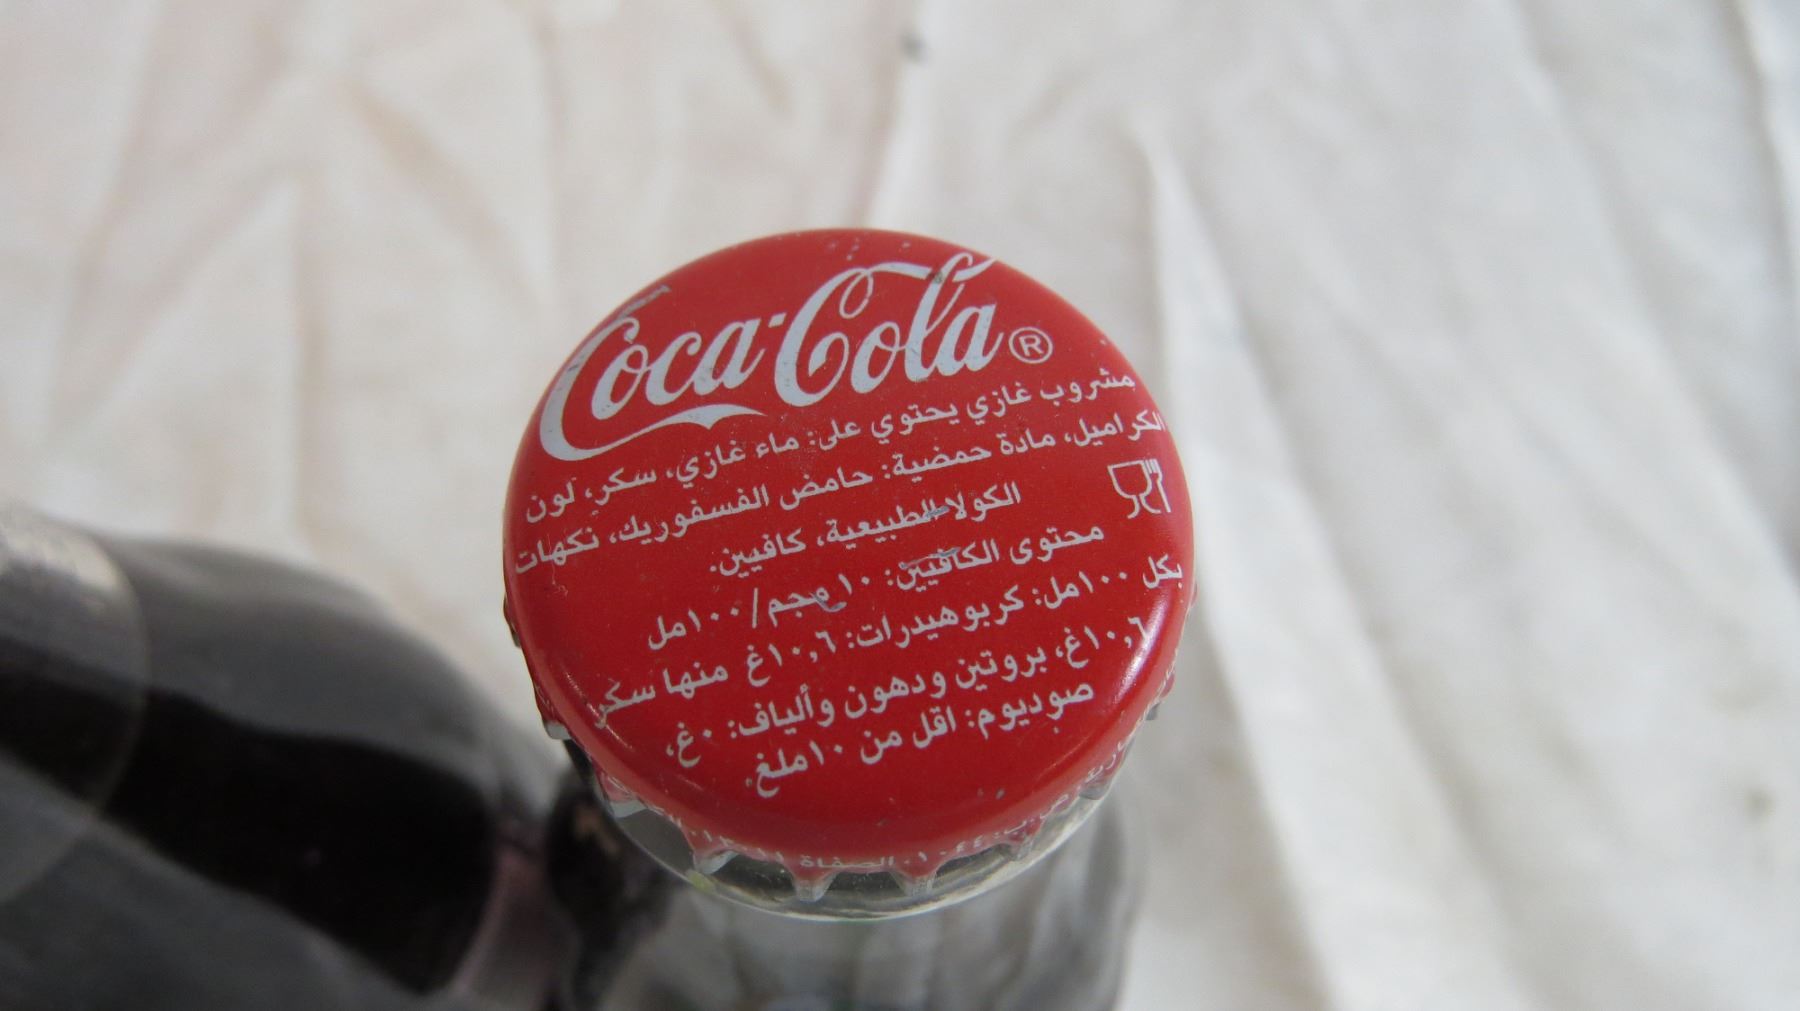 Coca-Cola®
مشروب غازي يحتوي على: ماء غازي، سكر، لون
الكراميل، مادة حمضية: حامض الفسفوريك، نكهات
الكولا الطبيعية، كافيين.
محتوى الكافيين: ١٠مجم/١٠٠مل
بكل ١٠٠مل: كربوهيدرات: ١٠,٦غ منها سكر
١٠,٦غ، بروتين ودهون وألياف: ٠غ،
صوديوم: اقل من ١٠ملغ.
الصفاة